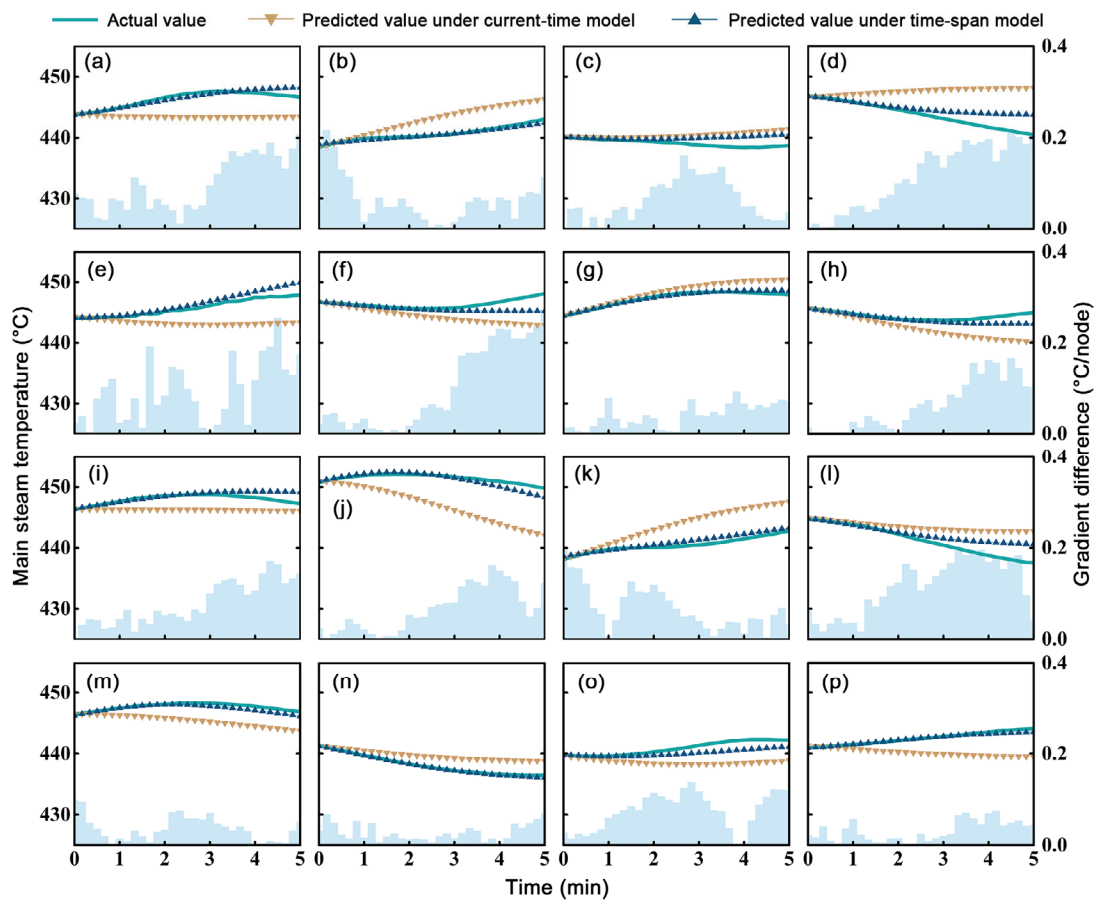 Actual value
Predicted value under current-time model
Predicted value under time-span model
(a)
(b)
(c)
(d)
450
440
430
0.4
0.2
0.0
(e)
(f)
(g)
(h)
450
440
430
0.4
0.2
0.0
(i)
(j)
(k)
(l)
450
440
430
0.4
0.2
0.0
(m)
(n)
(o)
(p)
450
440
430
0.4
0.2
0.0
0 1 2 3 4 5
0 1 2 3 4 5
0 1 2 3 4 5
0 1 2 3 4 5
Time (min)
Main steam temperature (°C)
Gradient difference (°C/node)